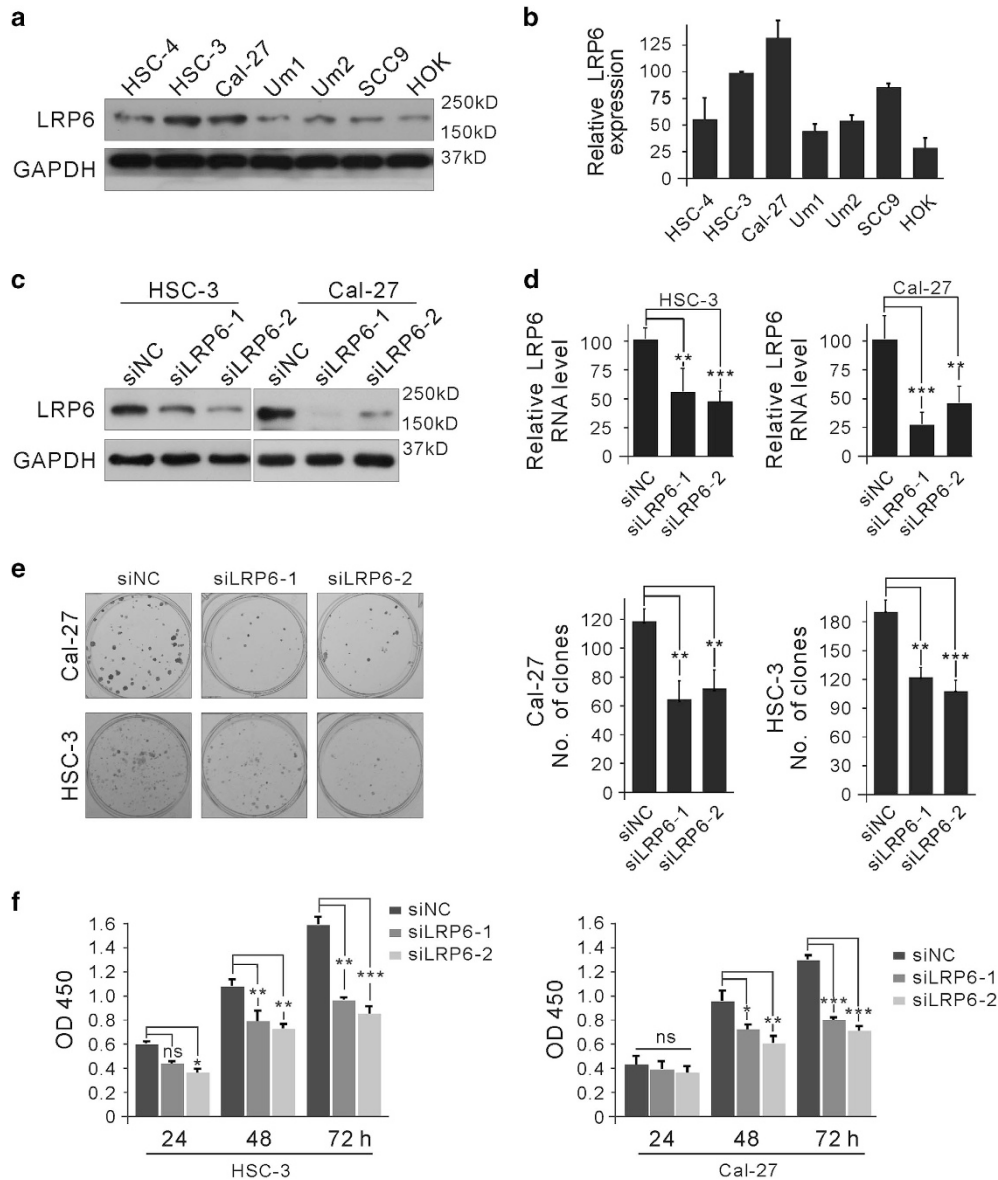 a
HSC-4 HSC-3 Cal-27 Um1 Um2 SCC9 HOK
LRP6
250kD
150kD
GAPDH
37kD
b
Relative LRP6
expression
125
100
75
50
25
HSC-4 HSC-3 Cal-27 Um1 Um2 SCC9 HOK
c
HSC-3 Cal-27
siNC siLRP6-1 siLRP6-2 siNC siLRP6-1 siLRP6-2
LRP6
250kD
150kD
GAPDH
37kD
d
HSC-3
Relative LRP6
RNA level
100
75
50
25
0
** ***
siNC siLRP6-1 siLRP6-2
Cal-27
Relative LRP6
RNA level
100
75
50
25
0
*** **
siNC siLRP6-1 siLRP6-2
e
siNC siLRP6-1 siLRP6-2
Cal-27
HSC-3
Cal-27
No. of clones
120
100
80
60
40
20
0
** **
siNC siLRP6-1 siLRP6-2
HSC-3
No. of clones
180
150
120
90
60
30
0
** ***
siNC siLRP6-1 siLRP6-2
f
OD 450
1.6
1.4
1.2
1.0
0.8
0.6
0.4
0.2
0
siNC
siLRP6-1
siLRP6-2
ns * ** ** ** ***
24 48 72 h
HSC-3
OD 450
1.6
1.4
1.2
1.0
0.8
0.6
0.4
0.2
0
siNC
siLRP6-1
siLRP6-2
ns * ** *** ***
24 48 72 h
Cal-27